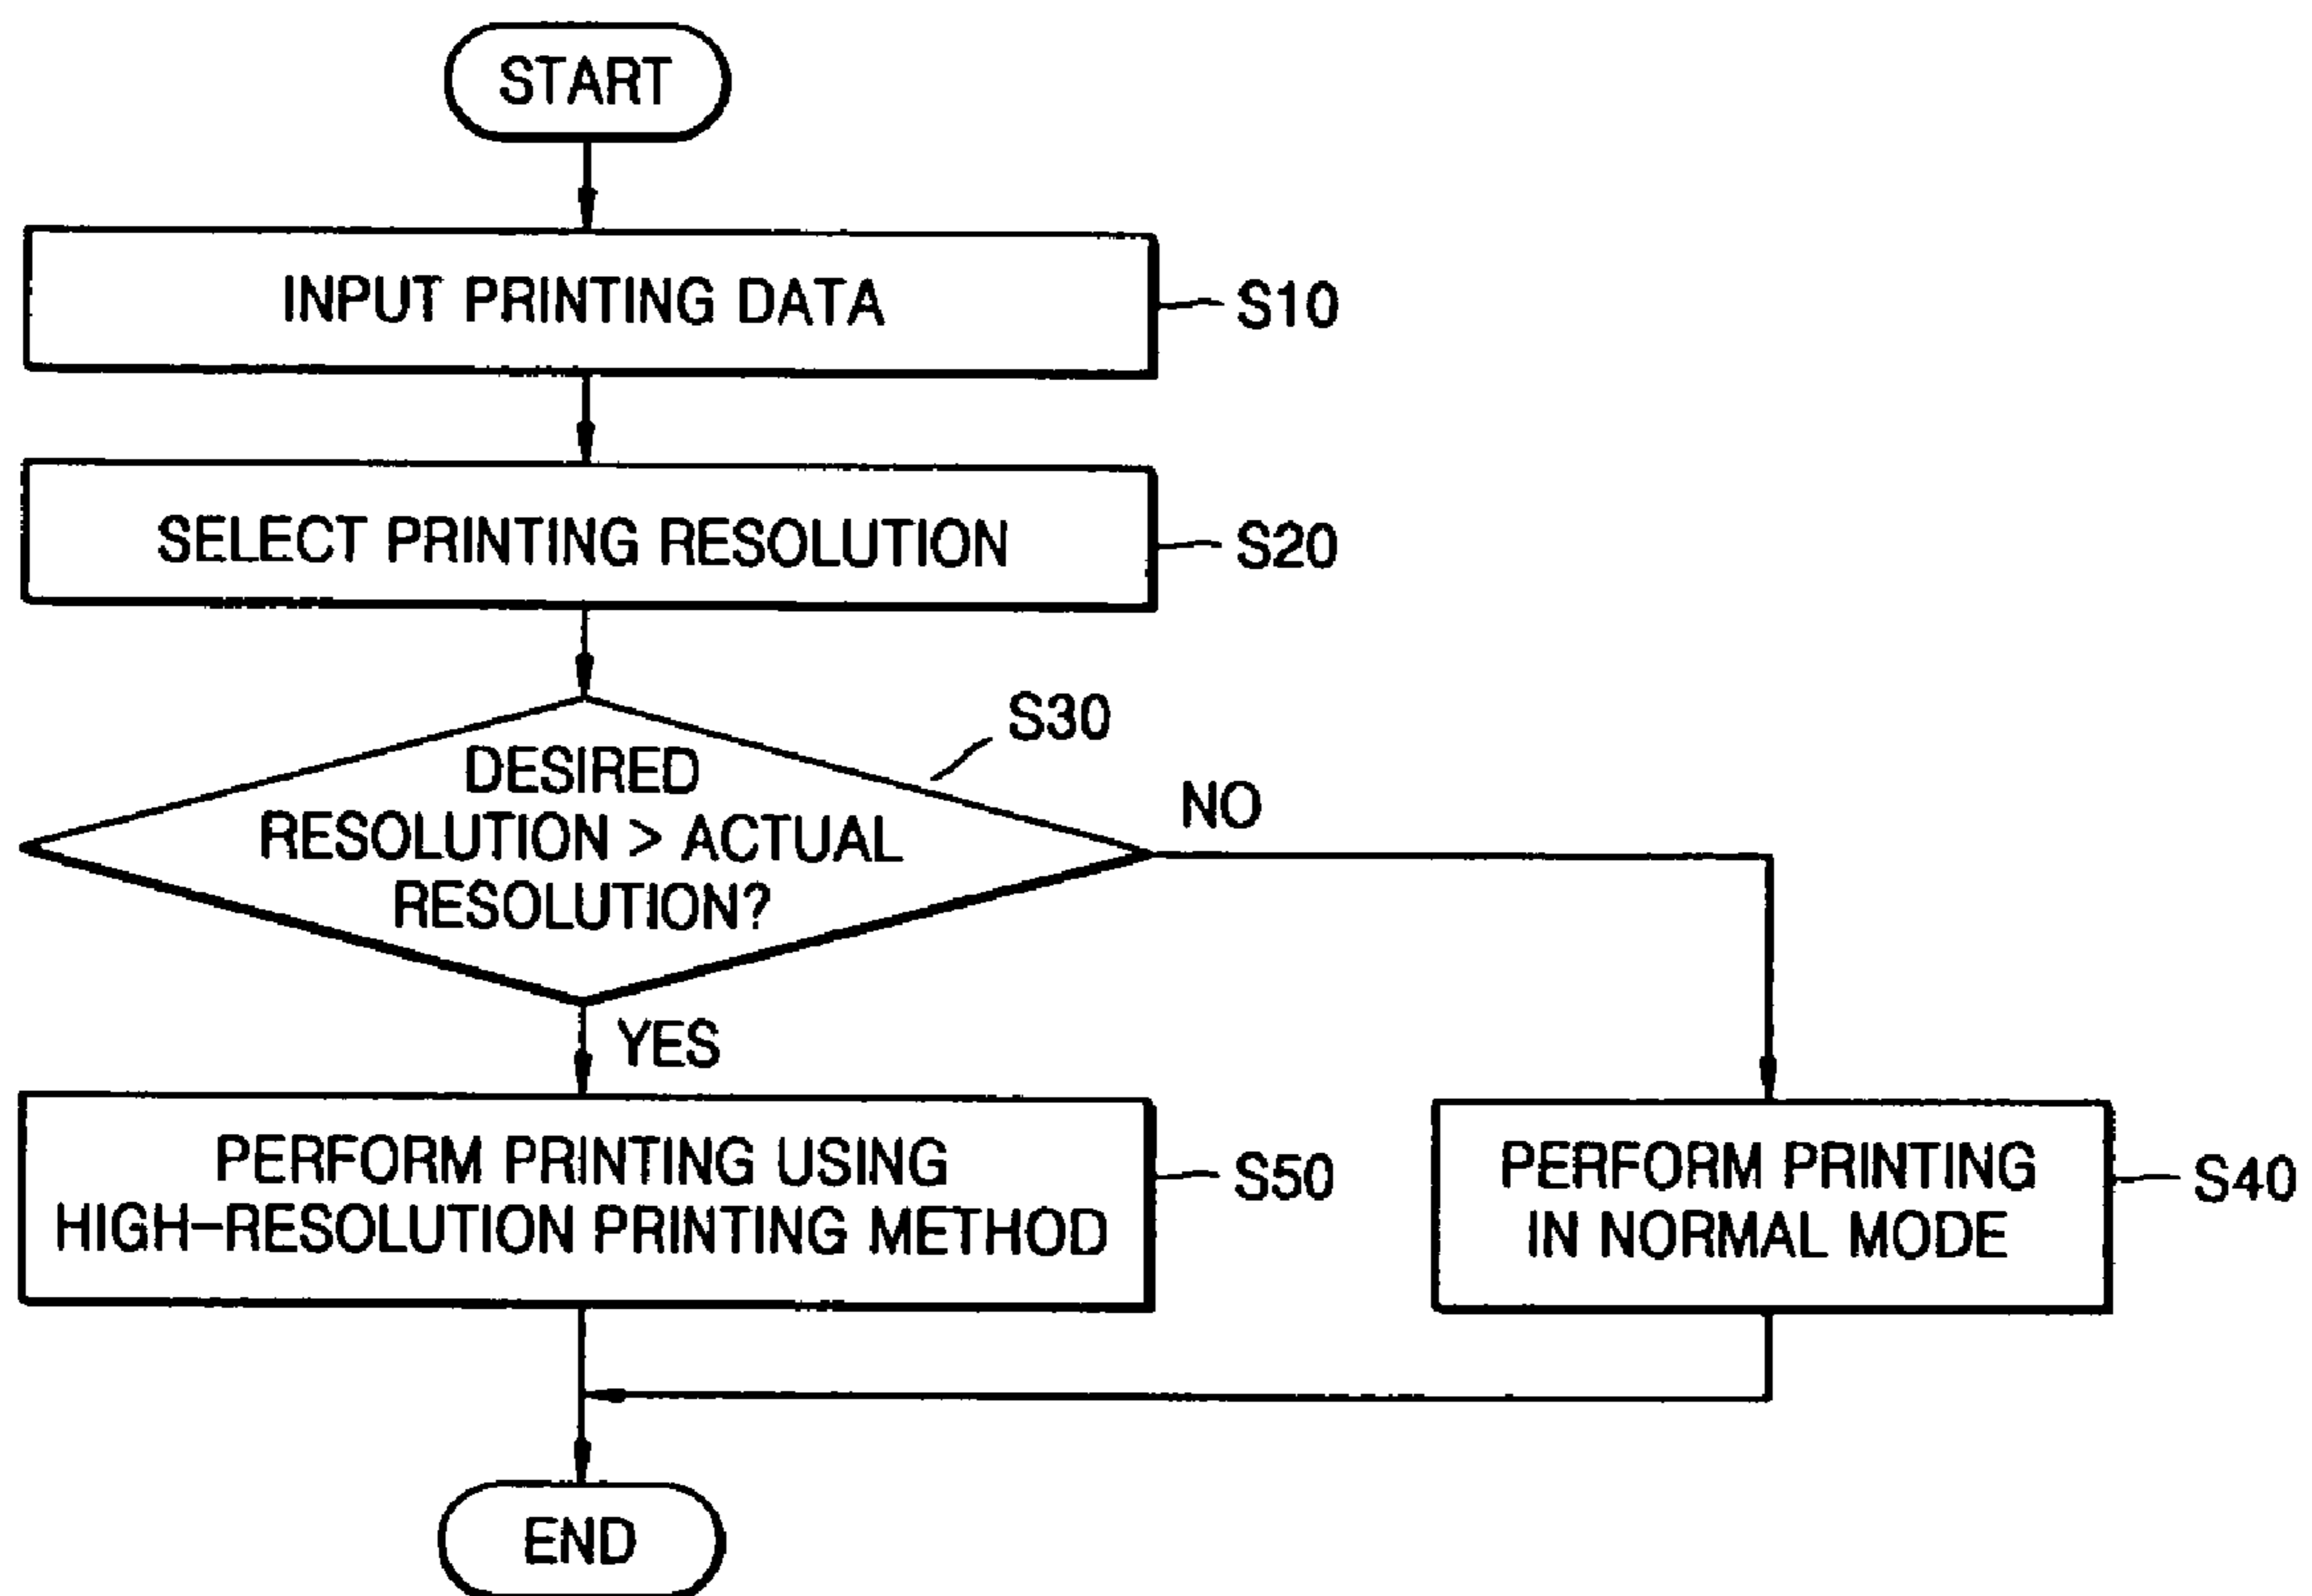 START
INPUT PRINTING DATA
S10
SELECT PRINTING RESOLUTION
S20
S30
DESIRED
RESOLUTION > ACTUAL
RESOLUTION?
NO
YES
PERFORM PRINTING USING
HIGH-RESOLUTION PRINTING METHOD
S50
PERFORM PRINTING
IN NORMAL MODE
S40
END